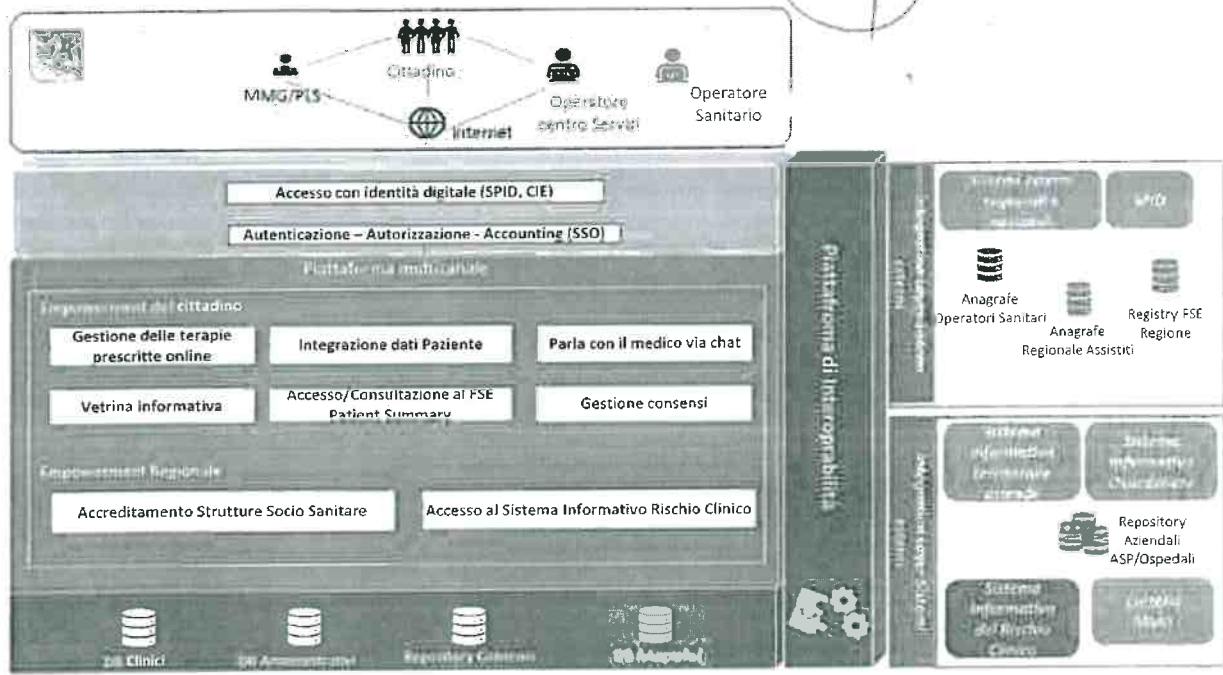 Cittadino
MMG/PLS
Internet
Operatore
centro Servizi
Operatore
Sanitario
Accesso con identità digitale (SPID, CIE)
Autenticazione – Autorizzazione - Accounting (SSO)
Piattaforma multicanale
Empowerment del cittadino
Gestione delle terapie
prescritte online
Integrazione dati Paziente
Parla con il medico via chat
Vetrina informativa
Accesso/Consultazione al FSE
Patient Summary
Gestione consensi
Empowerment Regionale
Accreditamento Strutture Socio Sanitare
Accesso al Sistema Informativo Rischio Clinico
DB Clinici
DB Amministrativi
Repository
Piattaforma di Interoprabilità
SPID
Anagrafe
Operatori Sanitari
Anagrafe
Regionale Assistiti
Registry FSE
Regione
Sistema
Informativo
Sistema
Informativo
Repository
Aziendali
ASP/Ospedali
Sistema
Informativo
del Rischio
Clinico